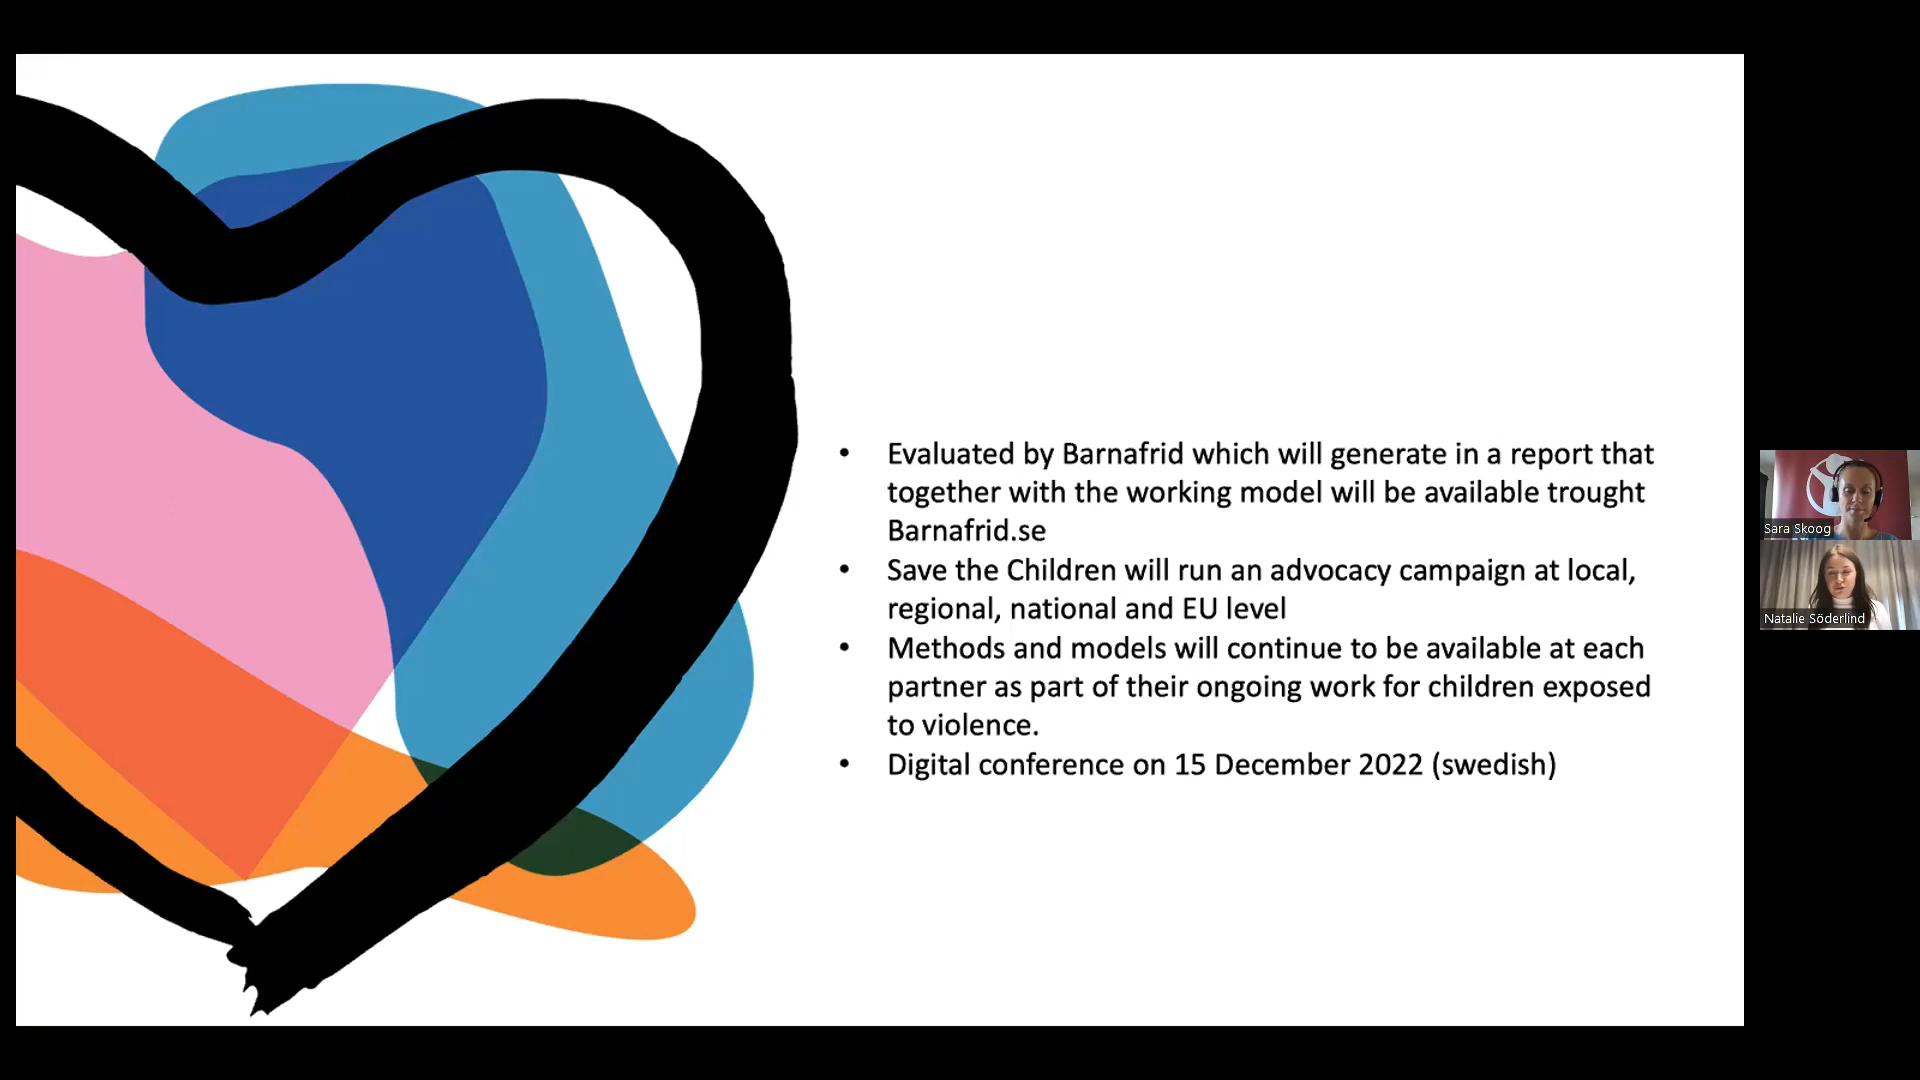 • Evaluated by Barnafrid which will generate in a report that
together with the working model will be available trought
Barnafrid.se
• Save the Children will run an advocacy campaign at local,
regional, national and EU level
• Methods and models will continue to be available at each
partner as part of their ongoing work for children exposed
to violence.
• Digital conference on 15 December 2022 (swedish)
Sara Skoog
Natalie Söderlind